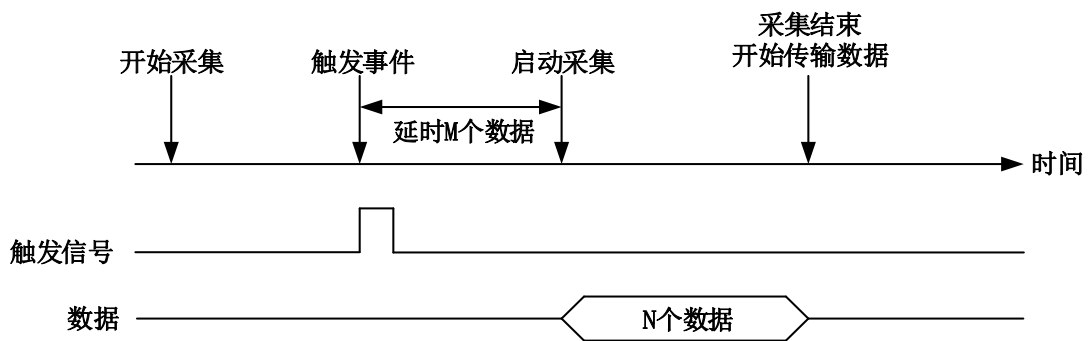 采集结束
开始采集 触发事件 启动采集 开始传输数据
延时M个数据
时间
触发信号
数据 N个数据